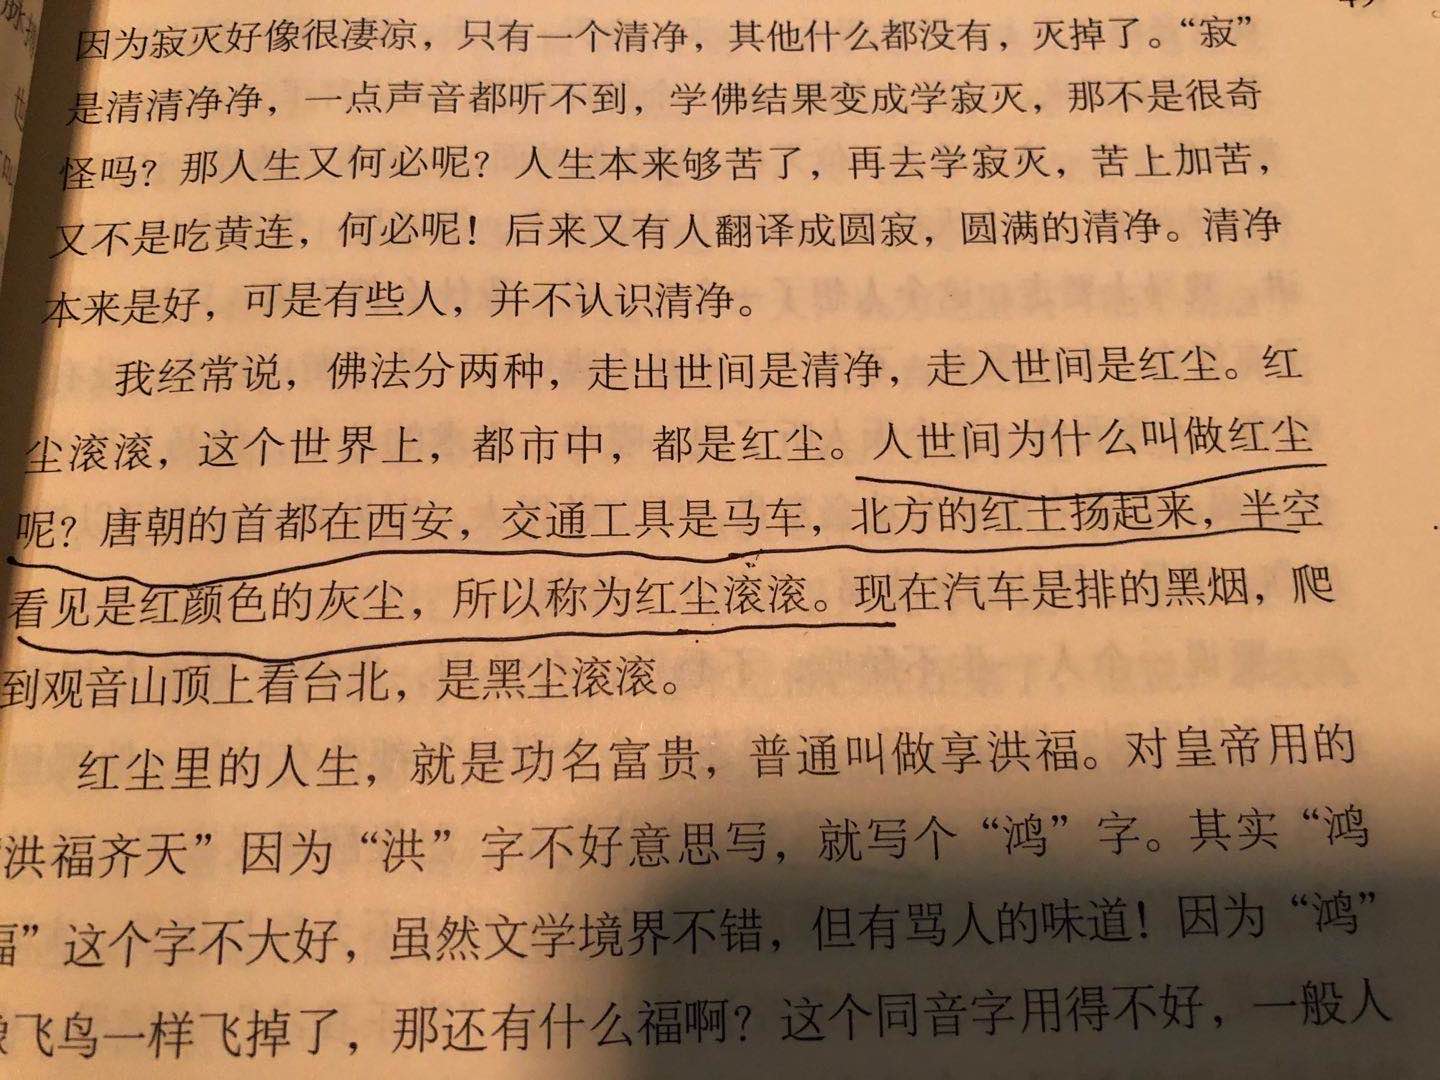 因为寂灭好像很凄凉，只有一个清净，其他什么都没有，灭掉了。“寂”
是清清净净，一点声音都听不到，学佛结果变成学寂灭，那不是很奇
怪吗？那人生又何必呢？人生本来够苦了，再去学寂灭，苦上加苦，
又不是吃黄连，何必呢！后来又有人翻译成圆寂，圆满的清净。清净
本来是好，可是有些人，并不认识清净。
我经常说，佛法分两种，走出世间是清净，走入世间是红尘。红
尘滚滚，这个世界上，都市中，都是红尘。人世间为什么叫做红尘
呢？唐朝的首都在西安，交通工具是马车，北方的红土扬起来，半空
看见是红颜色的灰尘，所以称为红尘滚滚。现在汽车是排的黑烟，爬
到观音山顶上看台北，是黑尘滚滚。
红尘里的人生，就是功名富贵，普通叫做享洪福。对皇帝用的
洪福齐天”因为“洪”字不好意思写，就写个“鸿”字。其实“鸿
福”这个字不大好，虽然文学境界不错，但有骂人的味道！因为“鸿”
像飞鸟一样飞掉了，那还有什么福啊？这个同音字用得不好，一般人